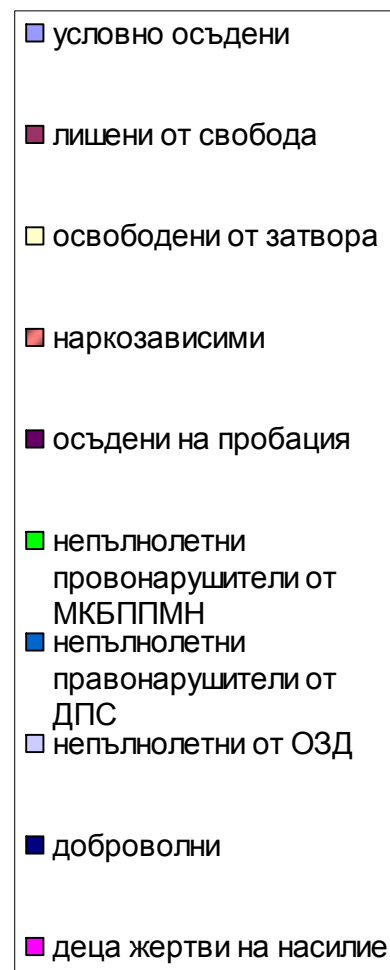 условно осъдени
лишени от свобода
освободени от затвора
наркозависими
осъдени на пробация
непълнолетни
провонарушители от
МКБППМН
непълнолетни
правонарушители от
ДПС
непълнолетни от ОЗД
доброволни
деца жертви на насилие